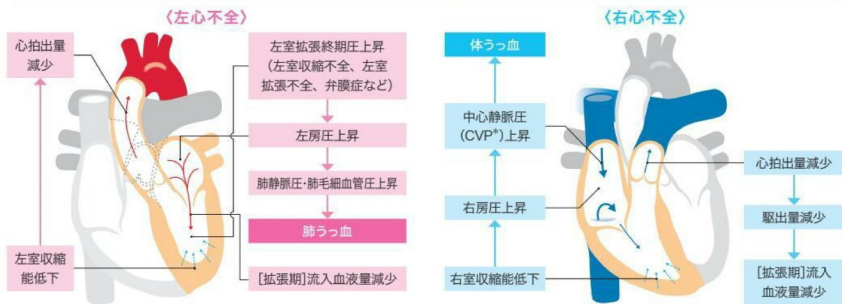 〈左心不全〉
心拍出量
減少
左室拡張終期圧上昇
(左室収縮不全、左室
拡張不全、弁膜症など)
左房圧上昇
肺静脈圧・肺毛細血管圧上昇
肺うっ血
左室収縮
能低下
[拡張期]流入血液量減少
〈右心不全〉
体うっ血
中心静脈圧
(CVP*)上昇
右房圧上昇
右室収縮能低下
心拍出量減少
駆出量減少
[拡張期]流入
血液量減少